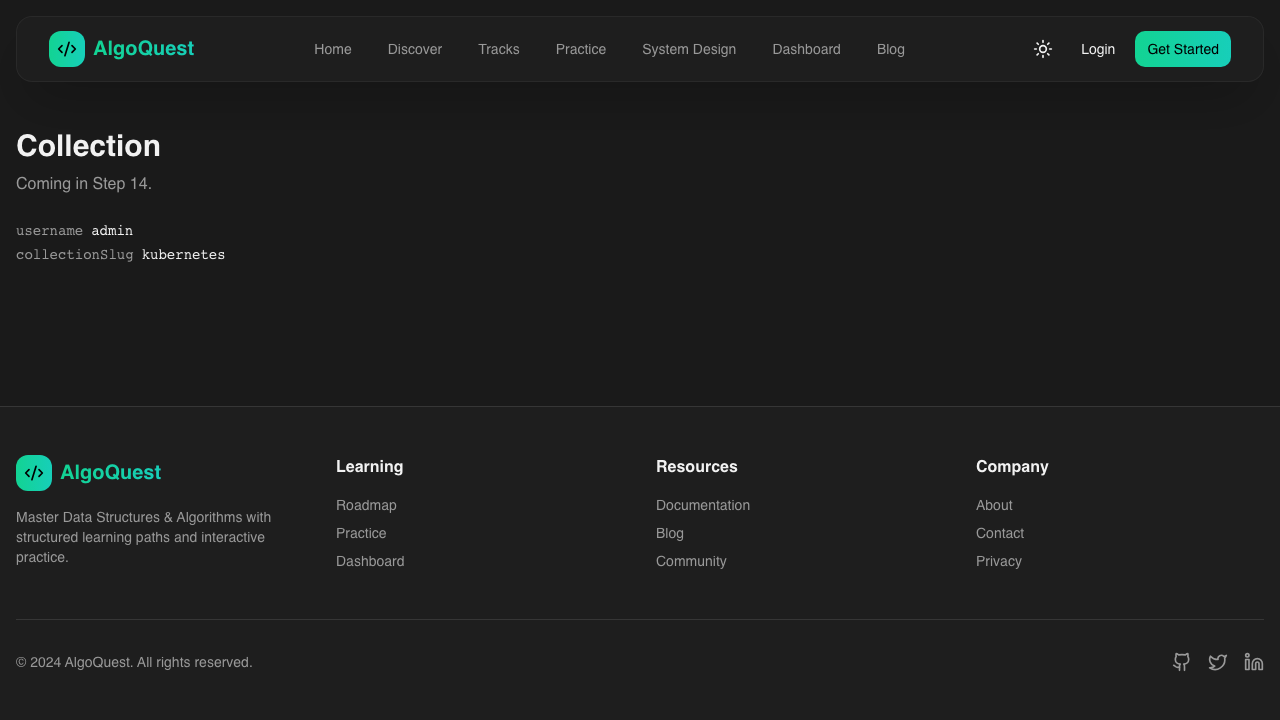 AlgoQuest
Home Discover Tracks Practice System Design Dashboard Blog
Login
Get Started
Collection
Coming in Step 14.
username admin
collectionSlug kubernetes
AlgoQuest
Master Data Structures & Algorithms with
structured learning paths and interactive
practice.
Learning
Roadmap
Practice
Dashboard
Resources
Documentation
Blog
Community
Company
About
Contact
Privacy
© 2024 AlgoQuest. All rights reserved.